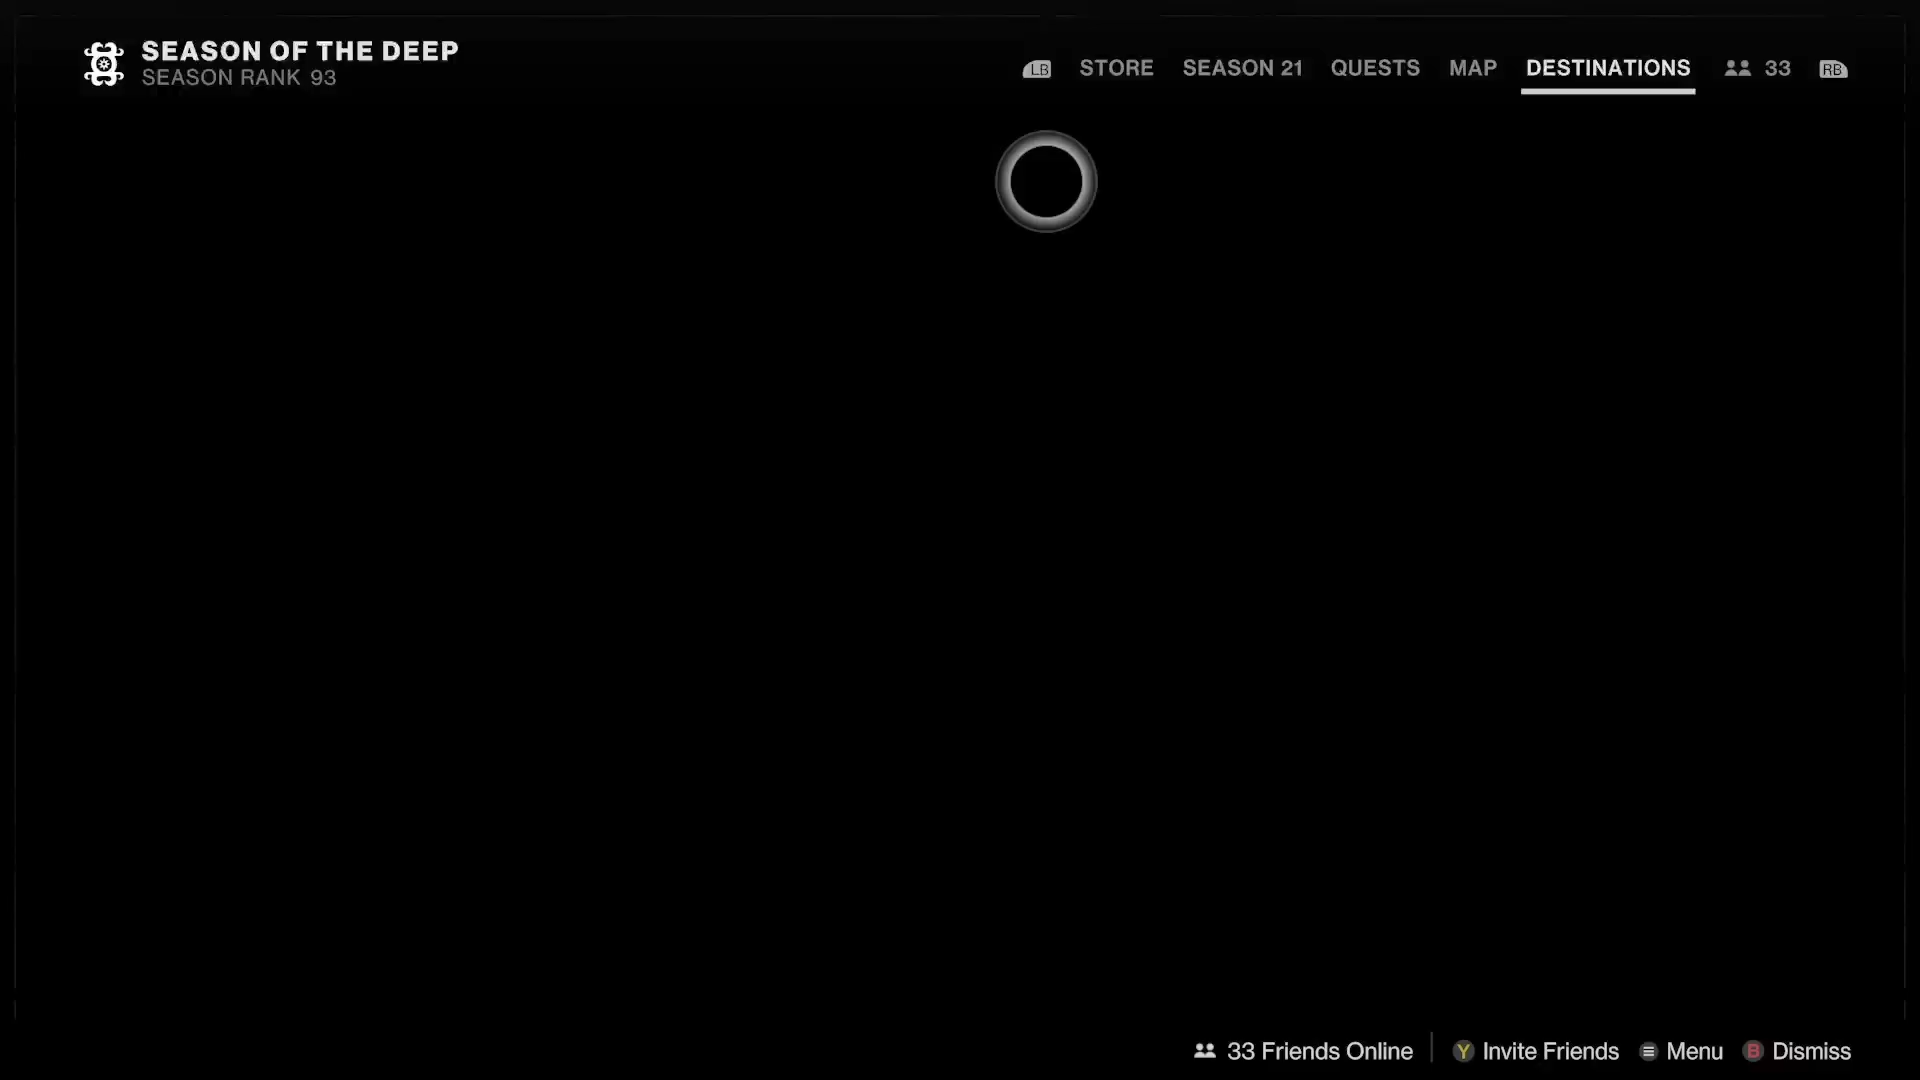 SEASON OF THE DEEP
SEASON RANK 93
LB STORE SEASON 21 QUESTS MAP DESTINATIONS 33 RB
33 Friends Online Y Invite Friends Menu B Dismiss